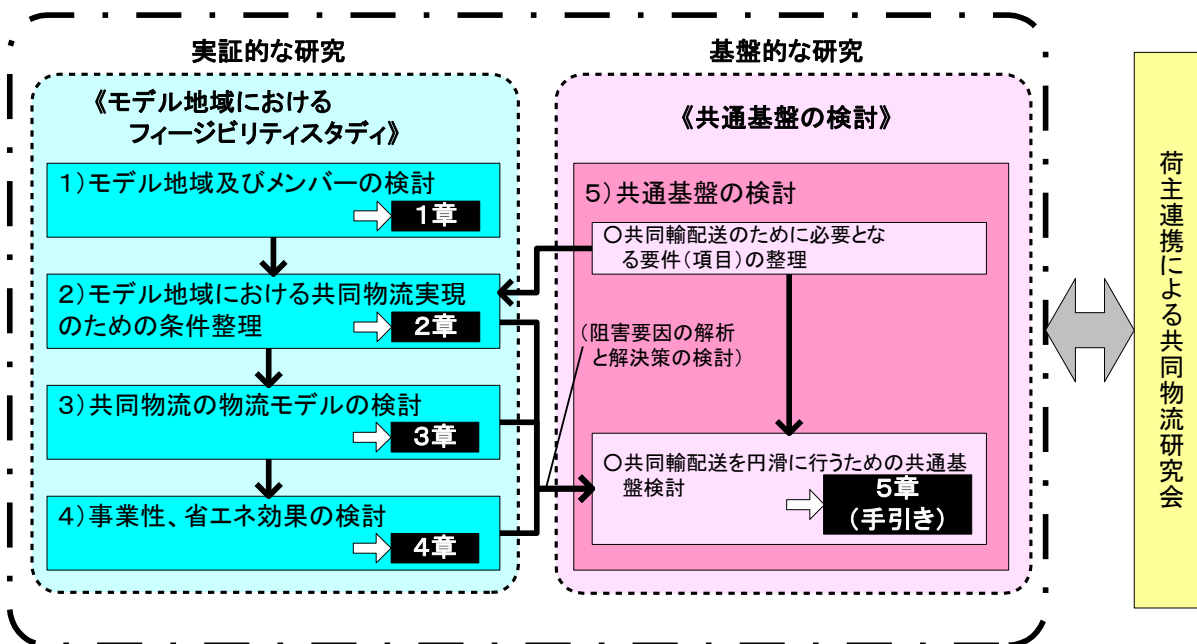 実証的な研究
《モデル地域における
フィージビリティスタディ》
1)モデル地域及びメンバーの検討
1章
2)モデル地域における共同物流実現
のための条件整理
2章
3)共同物流の物流モデルの検討
3章
4)事業性、省エネ効果の検討
4章
基盤的な研究
《共通基盤の検討》
5)共通基盤の検討
○共同輸配送のために必要とな
る要件(項目)の整理
(阻害要因の解析
と解決策の検討)
○共同輸配送を円滑に行うための共通基
盤検討
5章
(手引き)
荷主連携による共同物流研究会